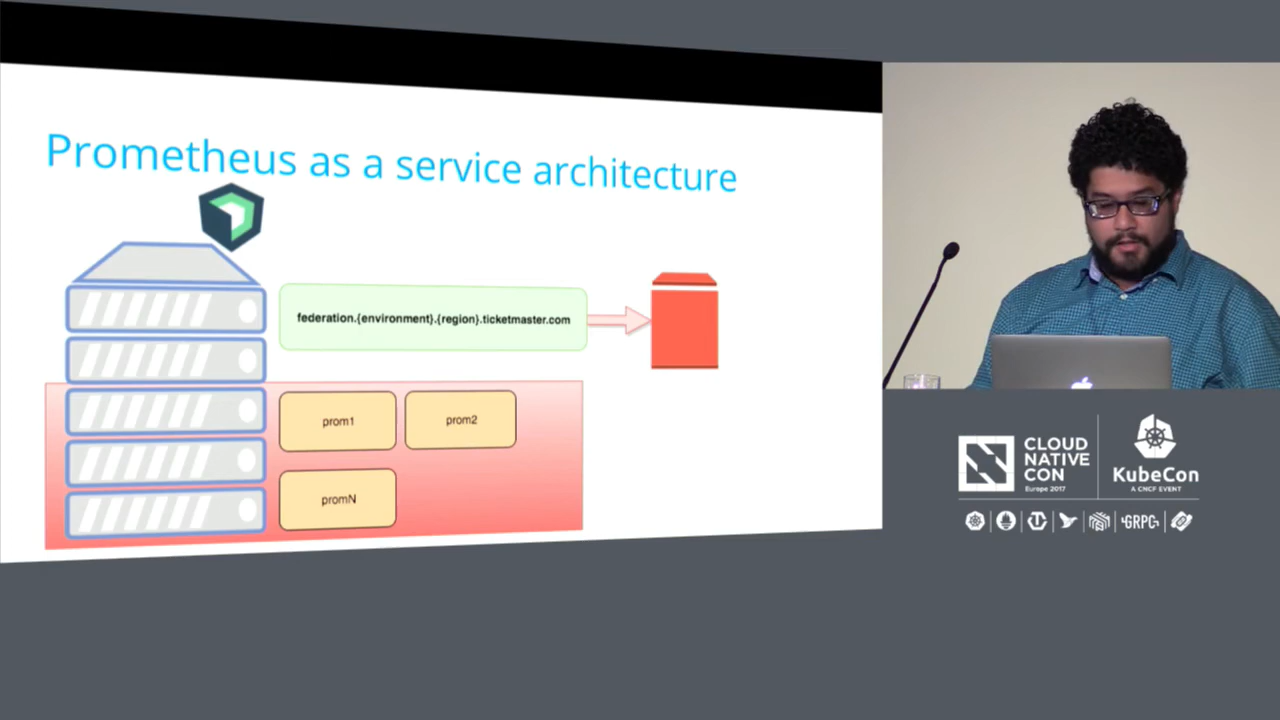 Prometheus as a service architecture
federation.{environment}.{region}.ticketmaster.com
prom1
prom2
promN
CLOUD
NATIVE
CON
Europe 2017
KubeCon
A CNCF EVENT
GRPC